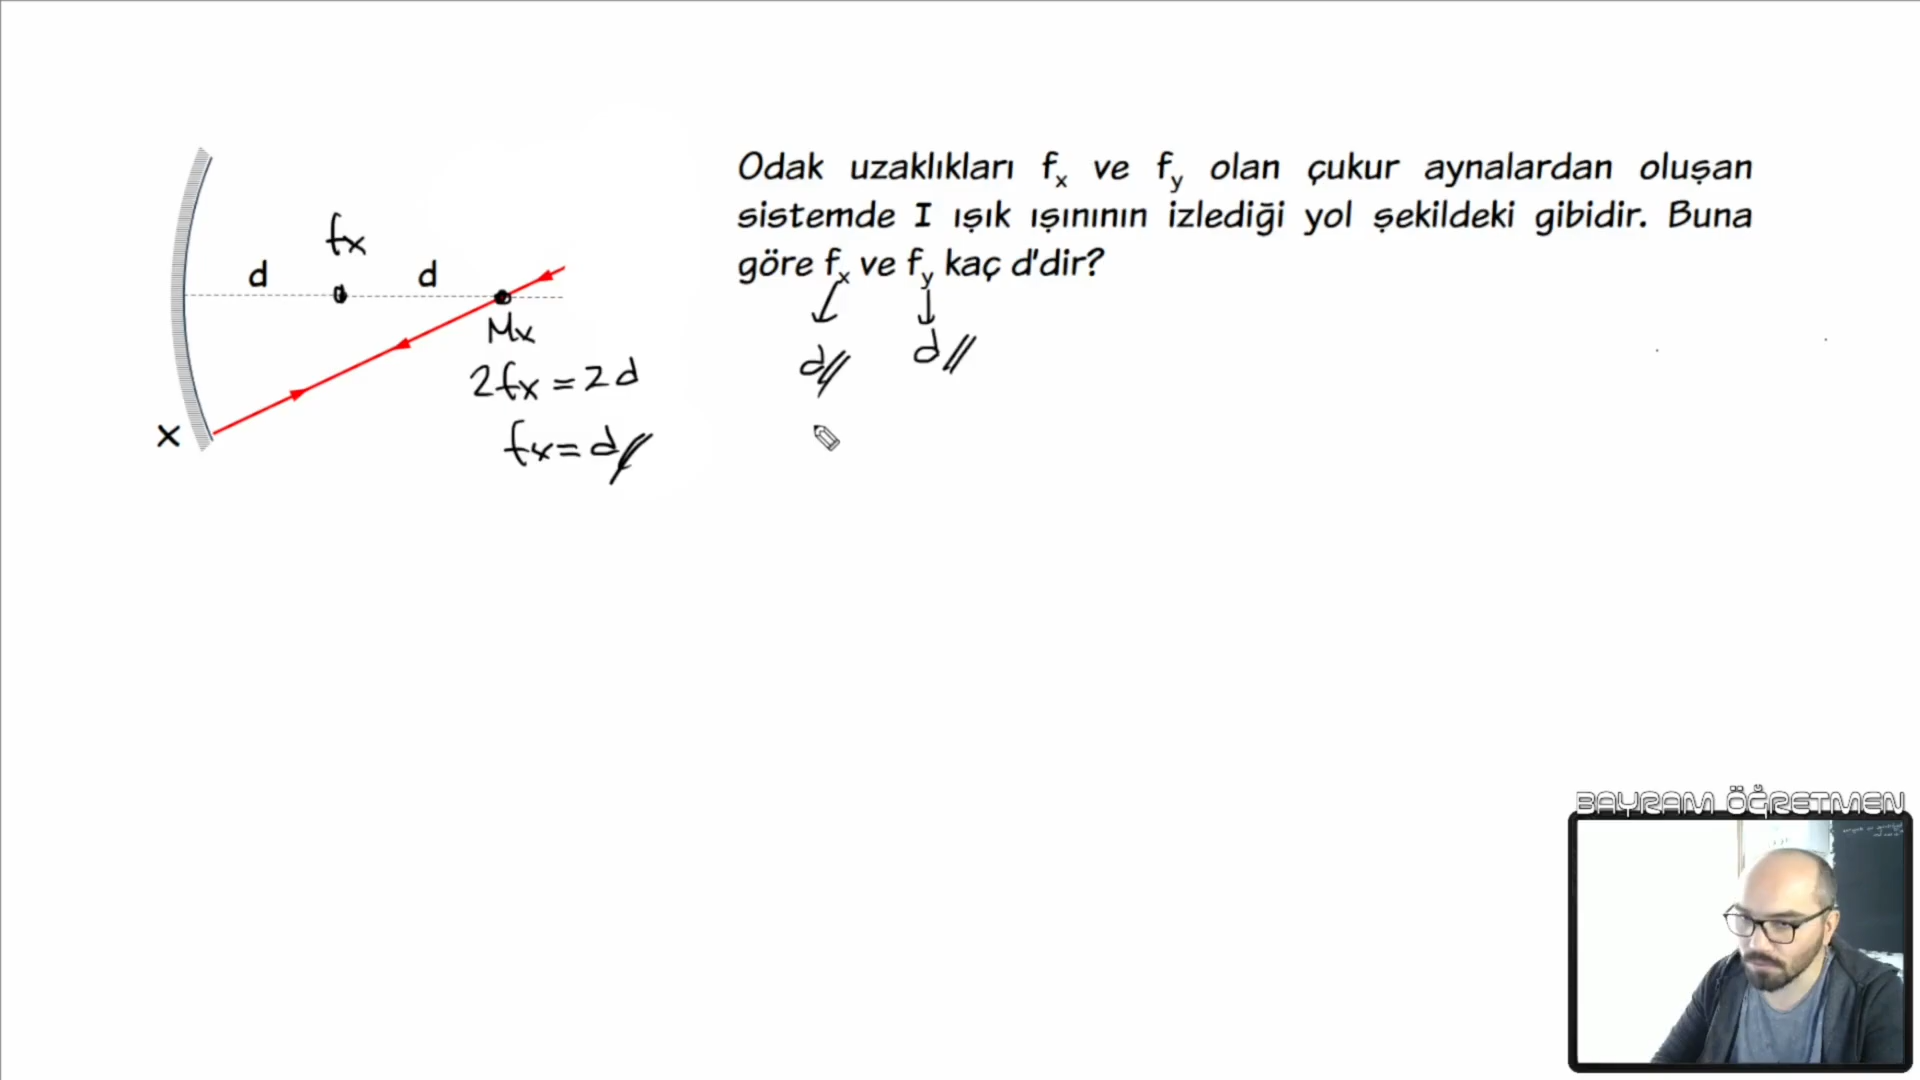 Odak uzaklıkları fx ve fy olan çukur aynalardan oluşan
sistemde I ışık ışınının izlediği yol şekildeki gibidir. Buna
göre fx ve fy kaç d'dir?
d//
d//
fx
d
d
Mx
2fx = 2d
fx = d//
x
BAYRAM ÖĞRETMEN